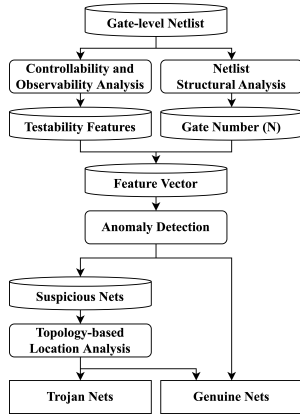 Gate-level Netlist
Controllability and
Observability Analysis
Netlist
Structural Analysis
Testability Features
Gate Number (N)
Feature Vector
Anomaly Detection
Suspicious Nets
Topology-based
Location Analysis
Trojan Nets
Genuine Nets